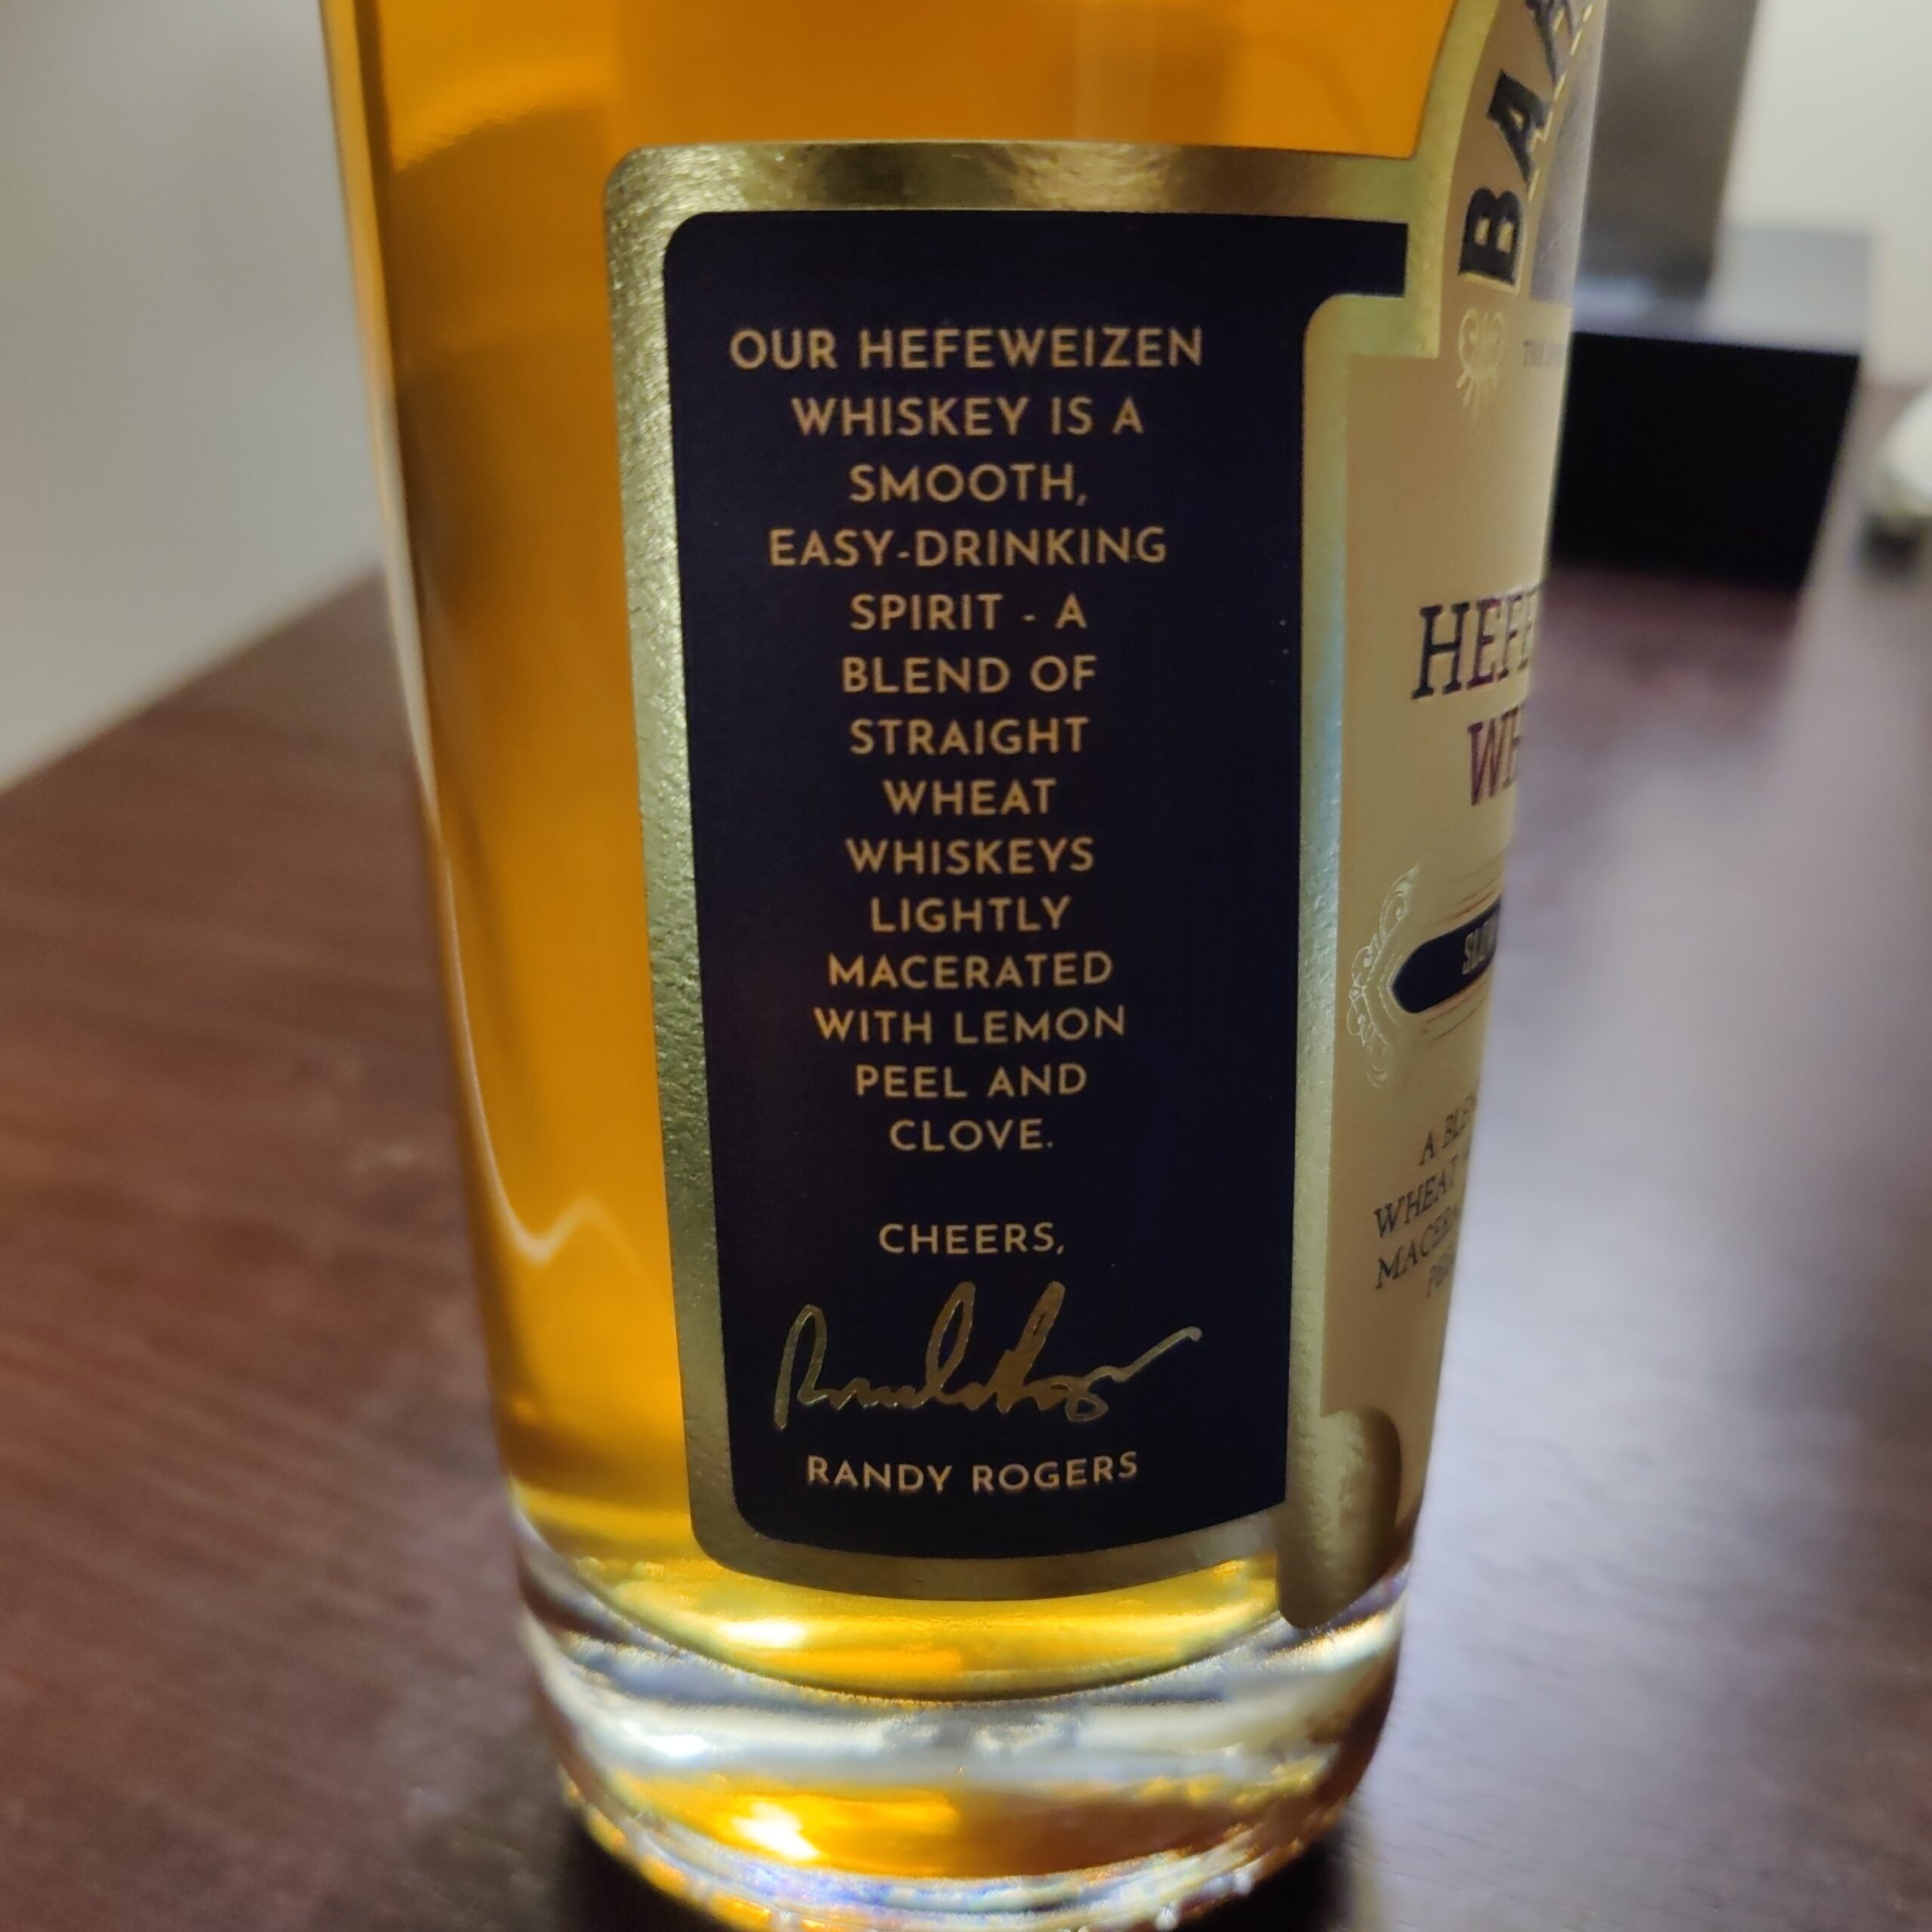 OUR HEFEWEIZEN
WHISKEY IS A
SMOOTH,
EASY-DRINKING
SPIRIT - A
BLEND OF
STRAIGHT
WHEAT
WHISKEYS
LIGHTLY
MACERATED
WITH LEMON
PEEL AND
CLOVE.
CHEERS,
RANDY ROGERS
A
WHEAT